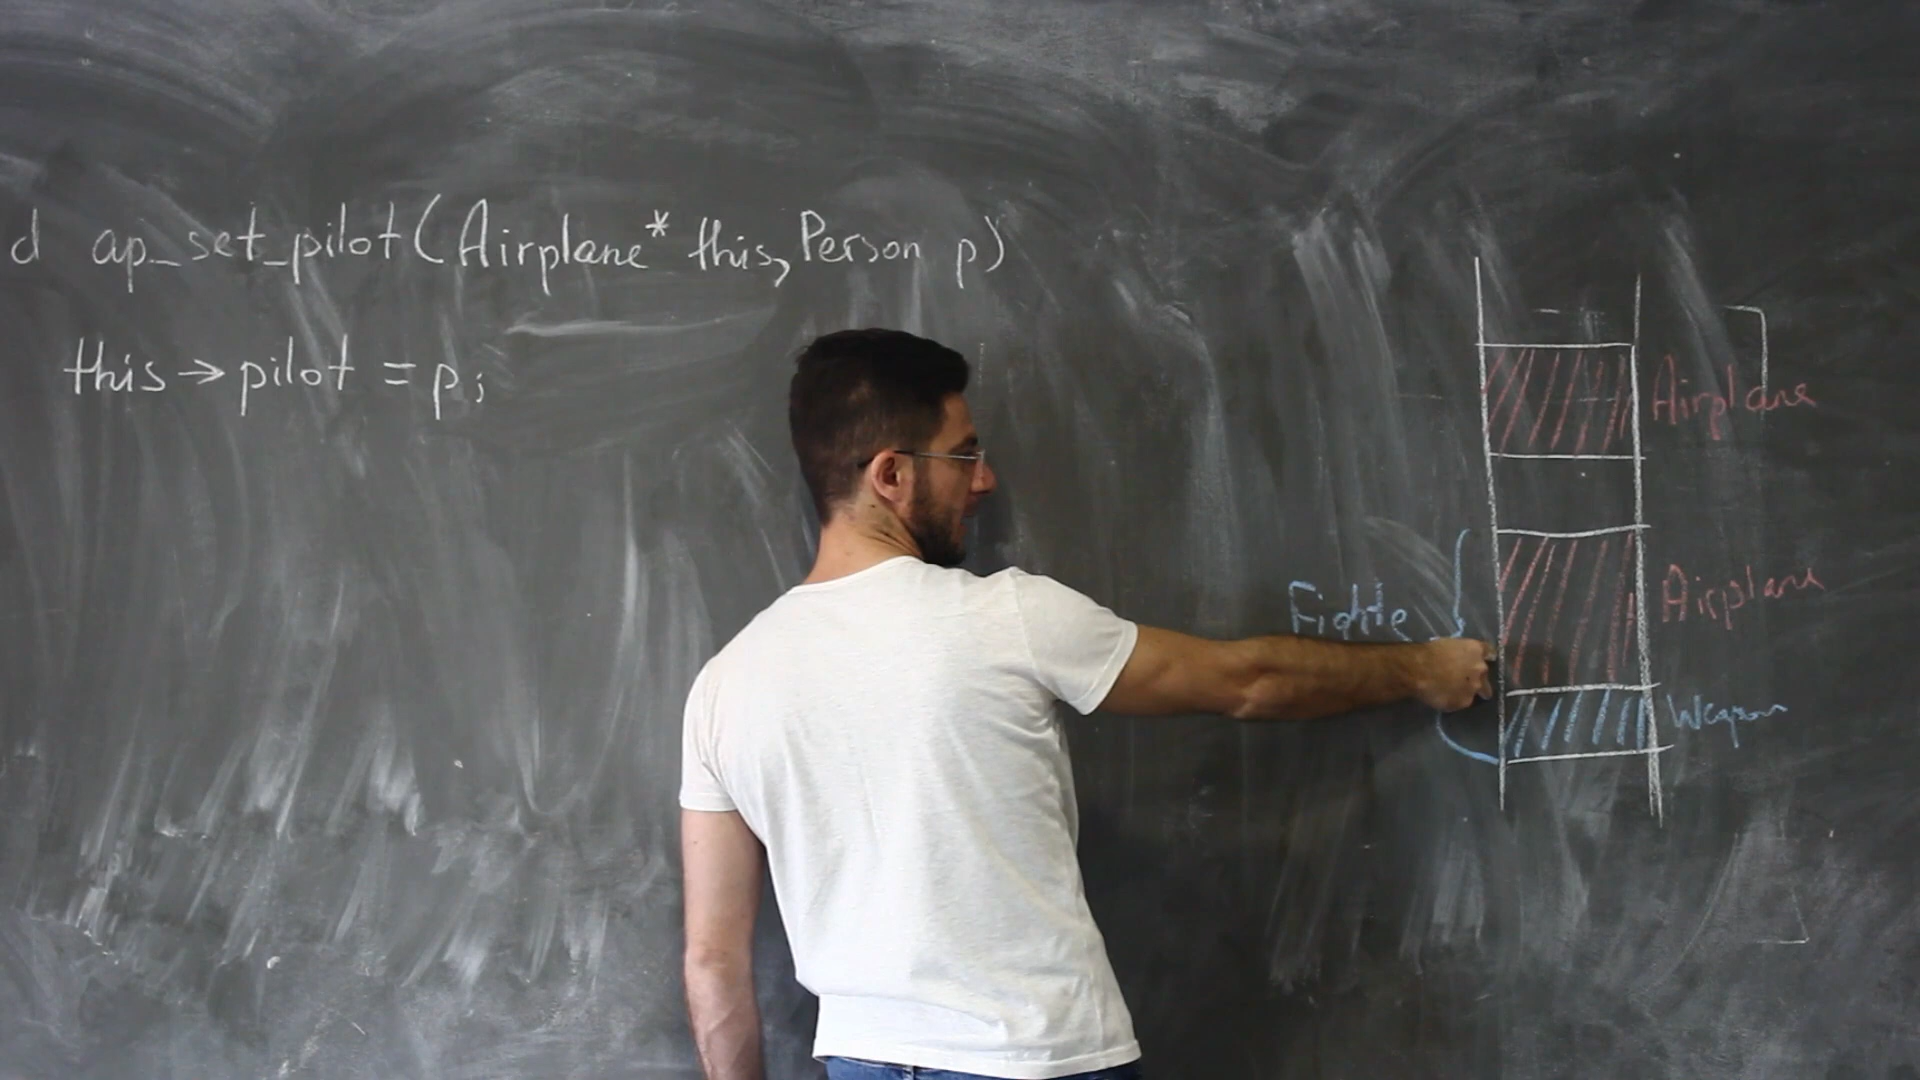 d ap_set_pilot(Airplane* this, Person p)
this→pilot = p;
Airplane
Airplane
Fighte
Weapon